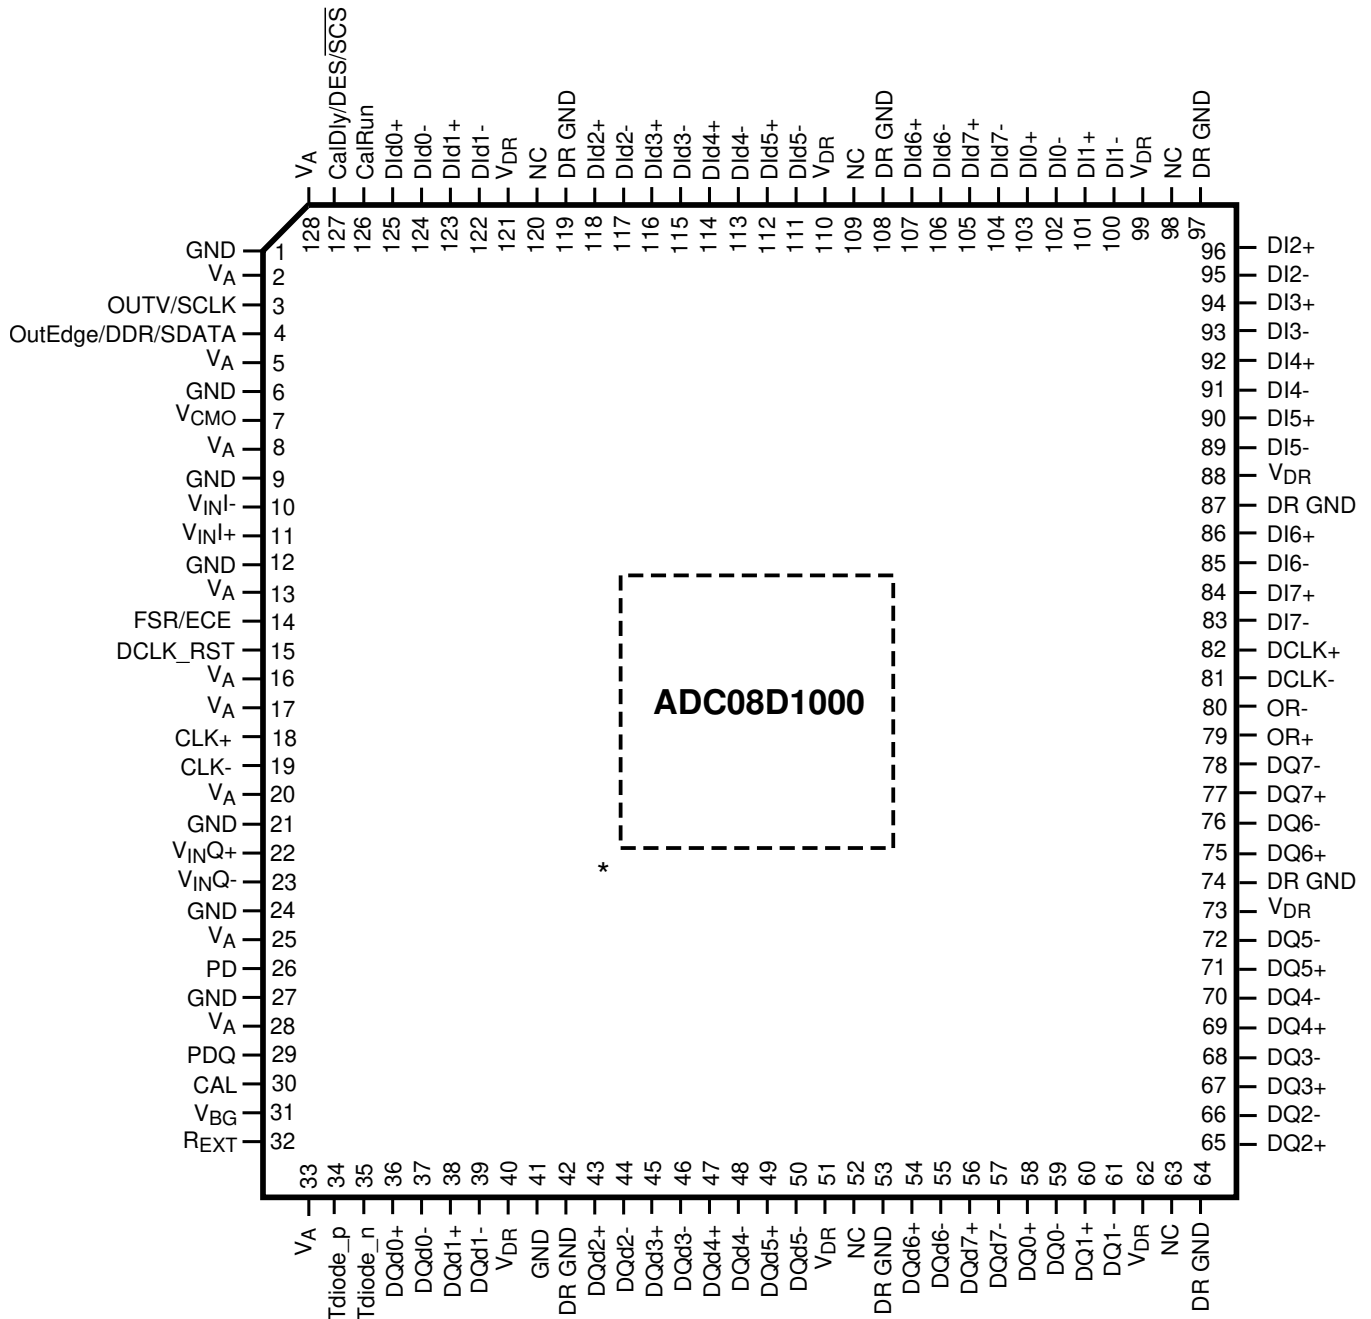 VA
CalDly/DES/SCS
CalRun
DId0+
DId0-
DId1+
DId1-
VDR
NC
DR GND
DId2+
DId2-
DId3+
DId3-
DId4+
DId4-
DId5+
DId5-
VDR
NC
DR GND
DId6+
DId6-
DId7+
DId7-
DI0+
DI0-
DI1+
DI1-
VDR
NC
DR GND
128
127
126
125
124
123
122
121
120
119
118
117
116
115
114
113
112
111
110
109
108
107
106
105
104
103
102
101
100
99
98
97
GND 1
VA 2
OUTV/SCLK 3
OutEdge/DDR/SDATA 4
VA 5
GND 6
VCMO 7
VA 8
GND 9
VINI- 10
VINI+ 11
GND 12
VA 13
FSR/ECE 14
DCLK_RST 15
VA 16
VA 17
CLK+ 18
CLK- 19
VA 20
GND 21
VINQ+ 22
VINQ- 23
GND 24
VA 25
PD 26
GND 27
VA 28
PDQ 29
CAL 30
VBG 31
REXT 32
ADC08D1000
*
96 DI2+
95 DI2-
94 DI3+
93 DI3-
92 DI4+
91 DI4-
90 DI5+
89 DI5-
88 VDR
87 DR GND
86 DI6+
85 DI6-
84 DI7+
83 DI7-
82 DCLK+
81 DCLK-
80 OR-
79 OR+
78 DQ7-
77 DQ7+
76 DQ6-
75 DQ6+
74 DR GND
73 VDR
72 DQ5-
71 DQ5+
70 DQ4-
69 DQ4+
68 DQ3-
67 DQ3+
66 DQ2-
65 DQ2+
33
34
35
36
37
38
39
40
41
42
43
44
45
46
47
48
49
50
51
52
53
54
55
56
57
58
59
60
61
62
63
64
VA
Tdiode_p
Tdiode_n
DQd0+
DQd0-
DQd1+
DQd1-
VDR
GND
DR GND
DQd2+
DQd2-
DQd3+
DQd3-
DQd4+
DQd4-
DQd5+
DQd5-
VDR
NC
DR GND
DQd6+
DQd6-
DQd7+
DQd7-
DQ0+
DQ0-
DQ1+
DQ1-
VDR
NC
DR GND